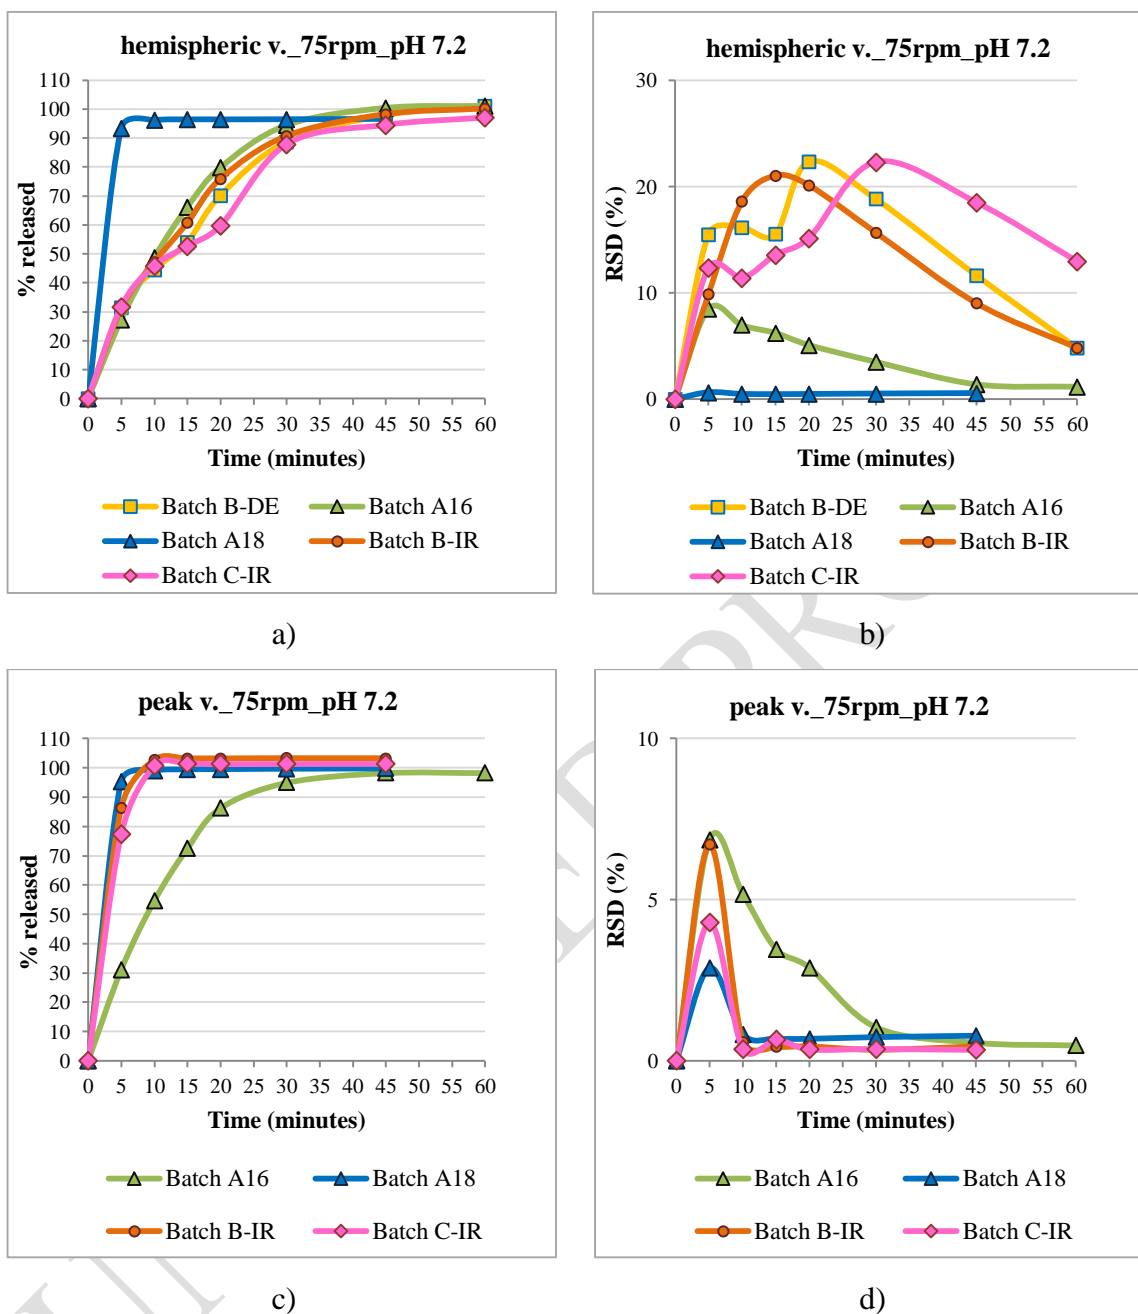 hemispheric v._75rpm_pH 7.2
110
100
90
80
70
60
50
40
30
20
10
0
% released
0 5 10 15 20 25 30 35 40 45 50 55 60
Time (minutes)
Batch B-DE Batch A16
Batch A18 Batch B-IR
Batch C-IR
a)
hemispheric v._75rpm_pH 7.2
30
20
10
0
RSD (%)
0 5 10 15 20 25 30 35 40 45 50 55 60
Time (minutes)
Batch B-DE Batch A16
Batch A18 Batch B-IR
Batch C-IR
b)
peak v._75rpm_pH 7.2
110
100
90
80
70
60
50
40
30
20
10
0
% released
0 5 10 15 20 25 30 35 40 45 50 55 60
Time (minutes)
Batch A16 Batch A18
Batch B-IR Batch C-IR
c)
peak v._75rpm_pH 7.2
10
5
0
RSD (%)
0 5 10 15 20 25 30 35 40 45 50 55 60
Time (minutes)
Batch A16 Batch A18
Batch B-IR Batch C-IR
d)